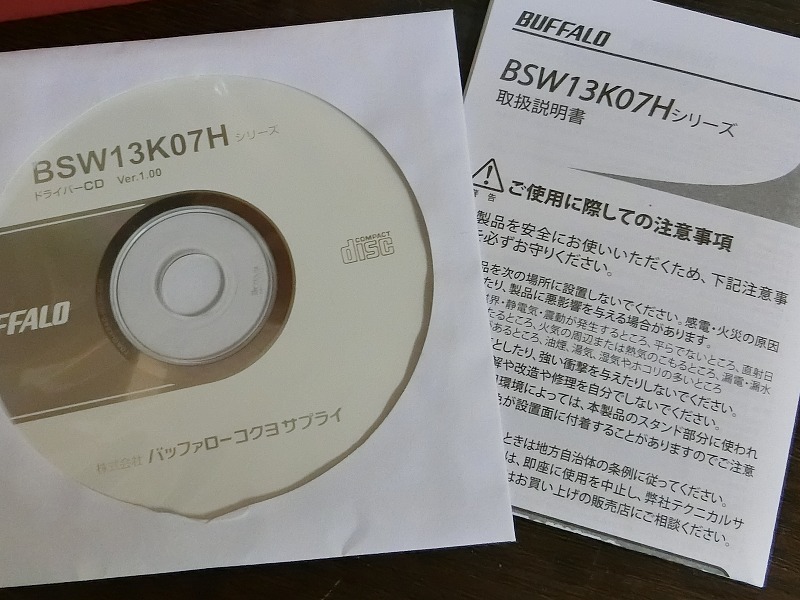 BSW13K07H シリーズ
ドライバーCD Ver.1.00
COMPACT
disc
FFALO
株式会社 バッファローコクヨサプライ
BUFFALO
BSW13K07Hシリーズ
取扱説明書
警告
ご使用に際しての注意事項
製品を安全にお使いいただくため、下記注意事
必ずお守りください。
品を次の場所に設置しないでください。感電・火災の原因
たり、製品に悪影響を与える場合があります。
界・静電気・震動が発生するところ、平らでないところ、直射日
たるところ、火気の周辺または熱気のこもるところ、漏電・漏水
があるところ、油煙、湯気、湿気やホコリの多いところ
としたり、強い衝撃を与えたりしないでください。
解や改造や修理を自分でしないでください。
環境によっては、本製品のスタンド部分に使われ
が設置面に付着することがありますのでご注意
ときは地方自治体の条例に従ってください。
は、即座に使用を中止し、弊社テクニカルサ
はお買い上げの販売店にご相談ください。